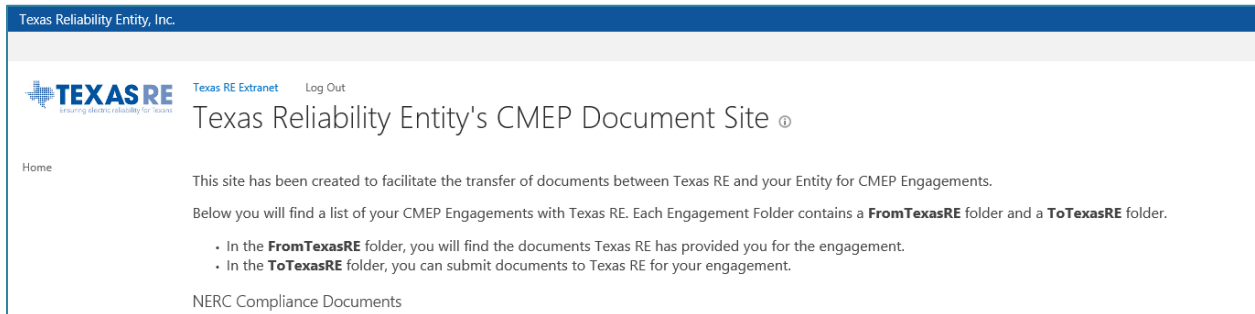 Texas Reliability Entity, Inc.
TEXAS RE
Ensuring electric reliability for Texans
Texas RE Extranet Log Out
Texas Reliability Entity's CMEP Document Site
Home
This site has been created to facilitate the transfer of documents between Texas RE and your Entity for CMEP Engagements.
Below you will find a list of your CMEP Engagements with Texas RE. Each Engagement Folder contains a FromTexasRE folder and a ToTexasRE folder.
• In the FromTexasRE folder, you will find the documents Texas RE has provided you for the engagement.
• In the ToTexasRE folder, you can submit documents to Texas RE for your engagement.
NERC Compliance Documents